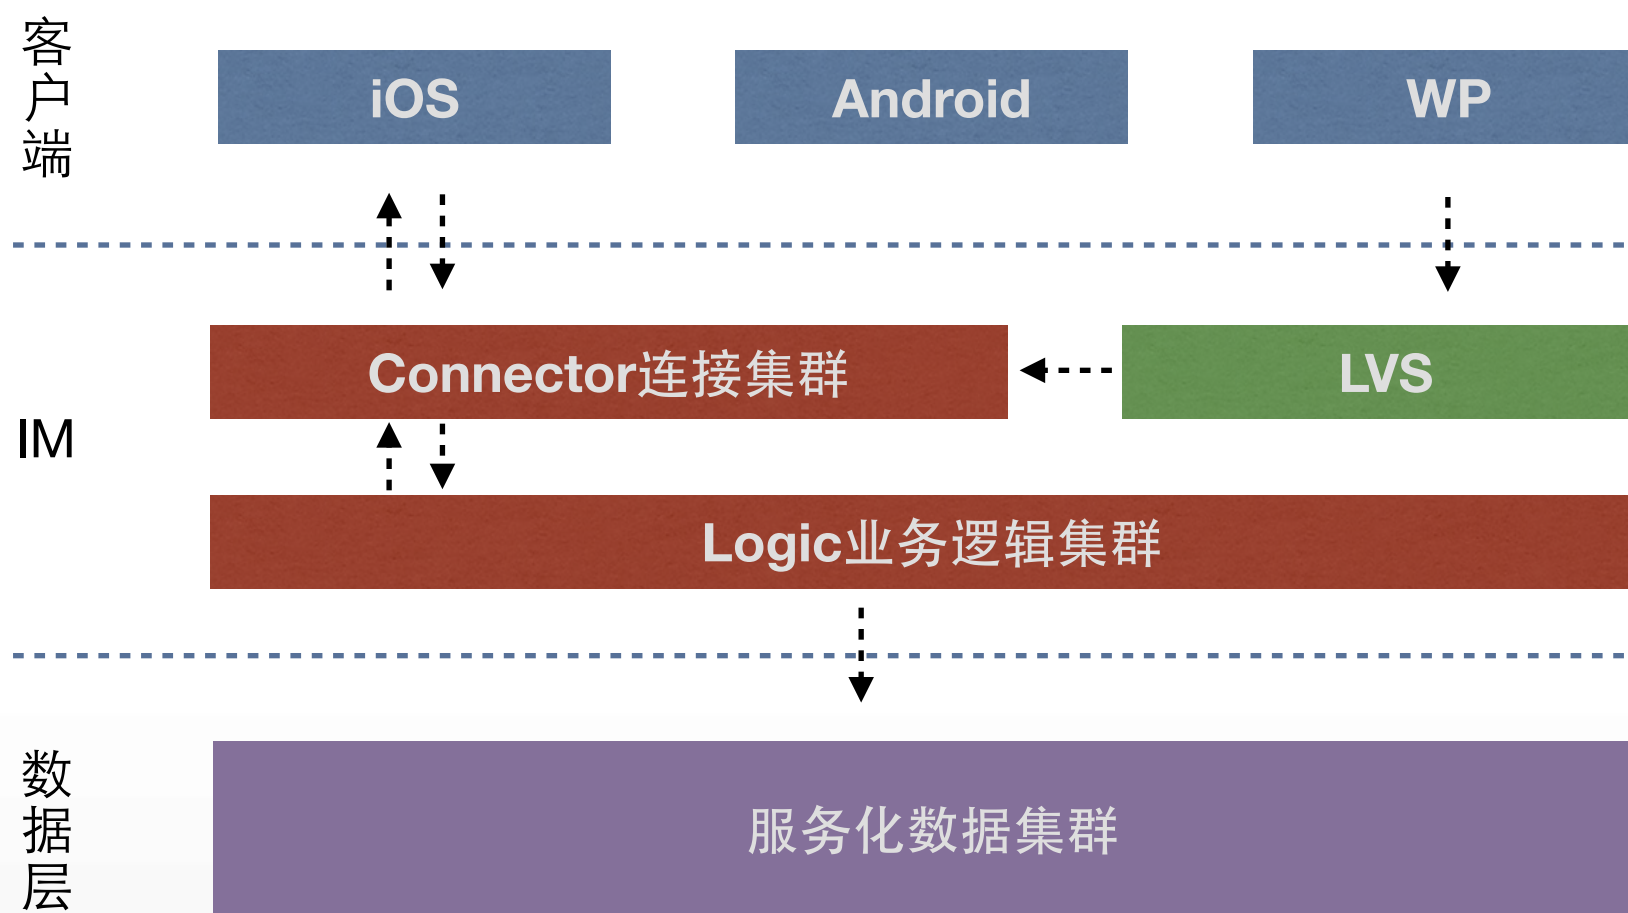 客户端
iOS
Android
WP
IM
Connector连接集群
LVS
Logic业务逻辑集群
数据层
服务化数据集群